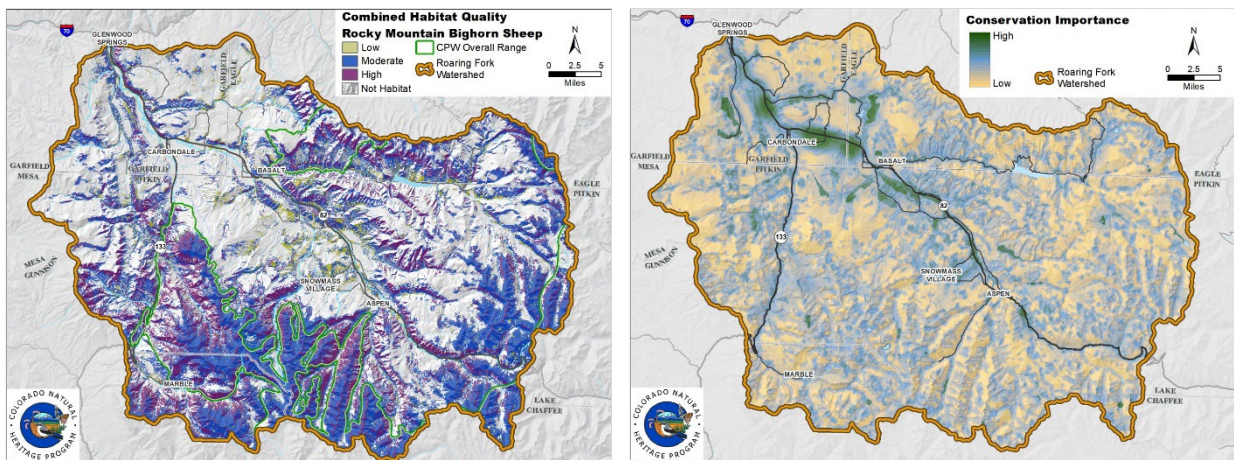 Combined Habitat Quality
Rocky Mountain Bighorn Sheep
Low
Moderate
High
Not Habitat
CPW Overall Range
Roaring Fork
Watershed
N
0 2.5 5
Miles
70
GLENWOOD
SPRINGS
GARFIELD
EAGLE
CARBONDALE
GARFIELD
MESA
GARFIELD
PITKIN
BASALT
EAGLE
PITKIN
82
133
MESA
GUNNISON
SNOWMASS
VILLAGE
ASPEN
MARBLE
LAKE
CHAFFEE
COLORADO NATURAL
HERITAGE PROGRAM
Conservation Importance
High
Low
Roaring Fork
Watershed
N
0 2.5 5
Miles
70
GLENWOOD
SPRINGS
GARFIELD
EAGLE
CARBONDALE
GARFIELD
MESA
GARFIELD
PITKIN
BASALT
EAGLE
PITKIN
82
133
MESA
GUNNISON
SNOWMASS
VILLAGE
ASPEN
MARBLE
LAKE
CHAFFEE
COLORADO NATURAL
HERITAGE PROGRAM